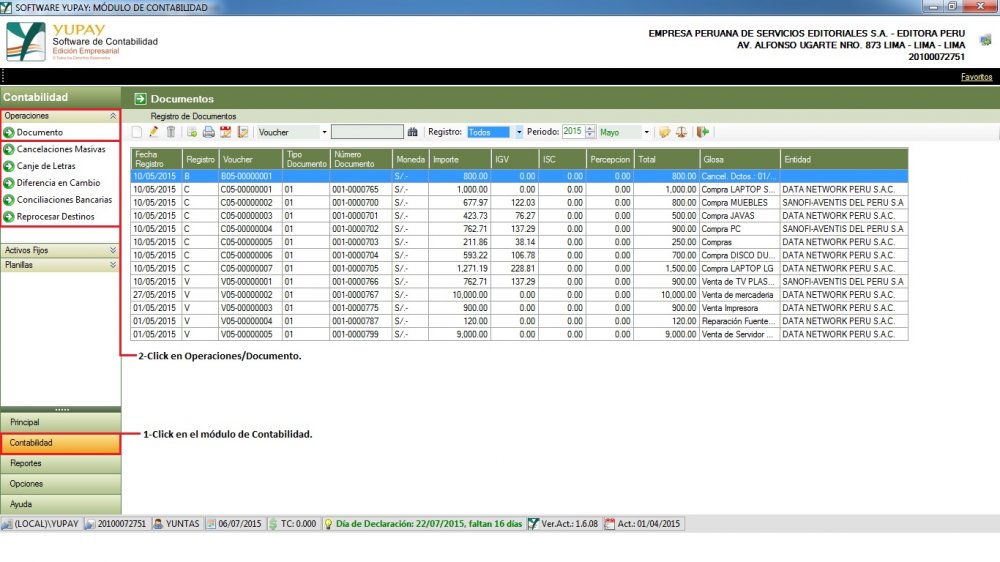 SOFTWARE YUPAY: MÓDULO DE CONTABILIDAD
YUPAY
Software de Contabilidad
Edición Empresarial
EMPRESA PERUANA DE SERVICIOS EDITORIALES S.A. - EDITORA PERU
AV. ALFONSO UGARTE NRO. 873 LIMA - LIMA - LIMA
20100072751
Favoritos
Contabilidad
Operaciones
Documento
Cancelaciones Masivas
Canje de Letras
Diferencia en Cambio
Conciliaciones Bancarias
Reprocesar Destinos
Activos Fijos
Planillas
Documentos
Registro de Documentos
Voucher Registro: Todos Periodo: 2015 Mayo
Fecha Registro Registro Voucher Tipo Documento Número Documento Moneda Importe IGV ISC Percepcion Total Glosa Entidad
10/05/2015 B B05-00000001 S/.- 800.00 0.00 0.00 0.00 800.00 Cancel. Dctos.: 01/...
10/05/2015 C C05-00000001 01 001-0000765 S/.- 1,000.00 0.00 0.00 0.00 1,000.00 Compra LAPTOP S... DATA NETWORK PERU S.A.C.
10/05/2015 C C05-00000002 01 001-0000700 S/.- 677.97 122.03 0.00 0.00 800.00 Compra MUEBLES SANOFI-AVENTIS DEL PERU S.A
10/05/2015 C C05-00000003 01 001-0000701 S/.- 423.73 76.27 0.00 0.00 500.00 Compra JAVAS DATA NETWORK PERU S.A.C.
10/05/2015 C C05-00000004 01 001-0000702 S/.- 762.71 137.29 0.00 0.00 900.00 Compra PC SANOFI-AVENTIS DEL PERU S.A
10/05/2015 C C05-00000005 01 001-0000703 S/.- 211.86 38.14 0.00 0.00 250.00 Compras DATA NETWORK PERU S.A.C.
10/05/2015 C C05-00000006 01 001-0000704 S/.- 593.22 106.78 0.00 0.00 700.00 Compra DISCO DU... DATA NETWORK PERU S.A.C.
10/05/2015 C C05-00000007 01 001-0000705 S/.- 1,271.19 228.81 0.00 0.00 1,500.00 Compra LAPTOP LG DATA NETWORK PERU S.A.C.
10/05/2015 V V05-00000001 01 001-0000766 S/.- 762.71 137.29 0.00 0.00 900.00 Venta de TV PLAS... SANOFI-AVENTIS DEL PERU S.A
27/05/2015 V V05-00000002 01 001-0000767 S/.- 10,000.00 0.00 0.00 0.00 10,000.00 Venta de mercaderia DATA NETWORK PERU S.A.C.
01/05/2015 V V05-00000003 01 001-0000775 S/.- 900.00 0.00 0.00 0.00 900.00 Venta Impresora DATA NETWORK PERU S.A.C.
01/05/2015 V V05-00000004 01 001-0000787 S/.- 120.00 0.00 0.00 0.00 120.00 Reparación Fuente... DATA NETWORK PERU S.A.C.
01/05/2015 V V05-00000005 01 001-0000799 S/.- 9,000.00 0.00 0.00 0.00 9,000.00 Venta de Servidor ... DATA NETWORK PERU S.A.C.
2-Click en Operaciones/Documento.
1-Click en el módulo de Contabilidad.
Principal
Contabilidad
Reportes
Opciones
Ayuda
(LOCAL)\YUPAY 20100072751 YUNTAS 06/07/2015 TC: 0.000 Día de Declaración: 22/07/2015, faltan 16 días Ver.Act.: 1.6.08 Act.: 01/04/2015